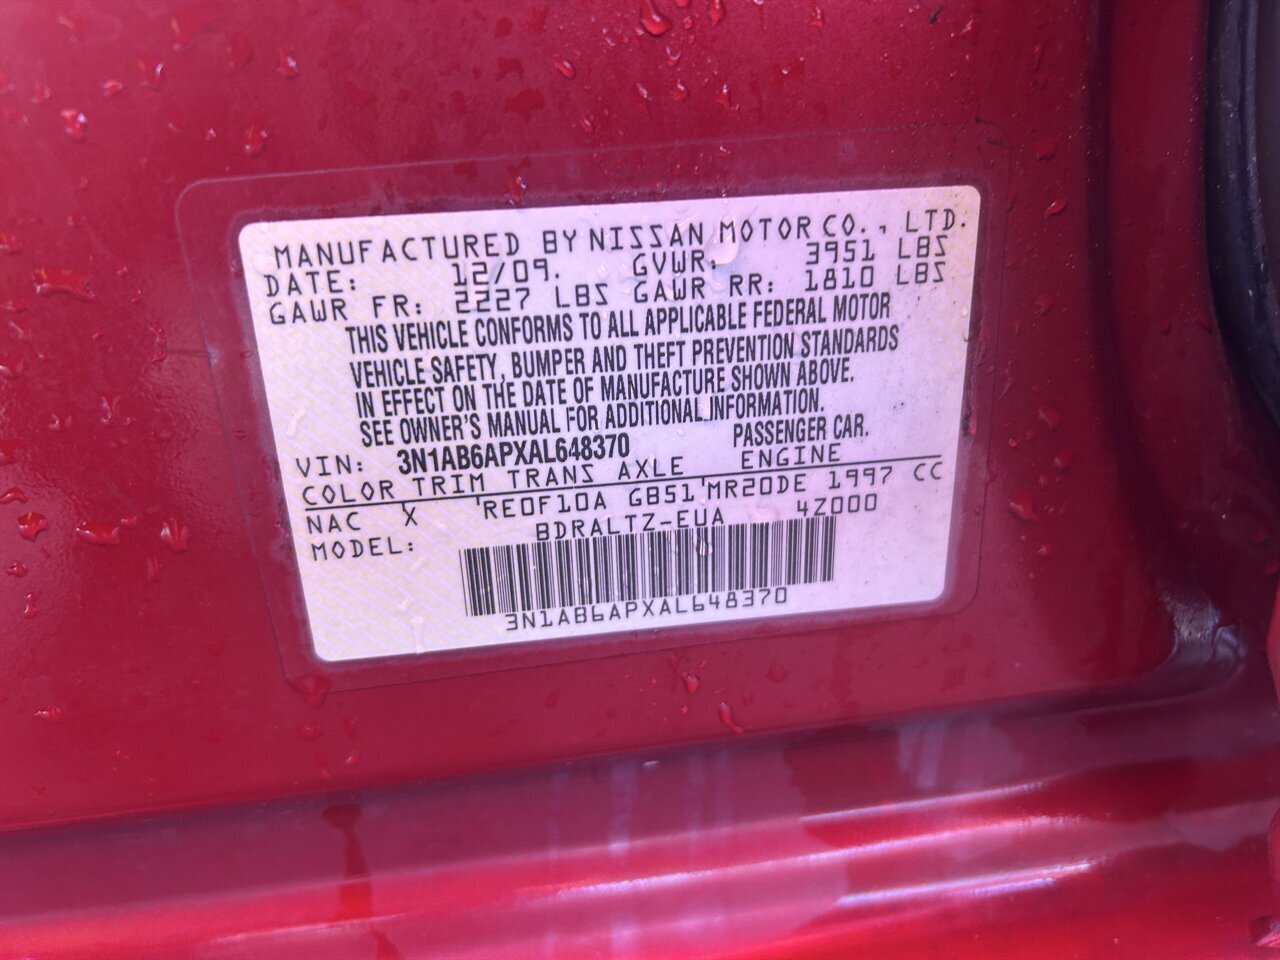 MANUFACTURED BY NISSAN MOTOR CO., LTD.
DATE: 12/09. GVWR: 3951 LBS
GAWR FR: 2227 LBS GAWR RR: 1810 LBS
THIS VEHICLE CONFORMS TO ALL APPLICABLE FEDERAL MOTOR
VEHICLE SAFETY, BUMPER AND THEFT PREVENTION STANDARDS
IN EFFECT ON THE DATE OF MANUFACTURE SHOWN ABOVE.
SEE OWNER'S MANUAL FOR ADDITIONAL INFORMATION.
VIN: 3N1AB6APXAL648370 PASSENGER CAR.
COLOR TRIM TRANS AXLE ENGINE
NAC X RE0F10A GB51 MR20DE 1997 CC
MODEL: BDRALTZ-EUA 4Z000
3N1AB6APXAL648370